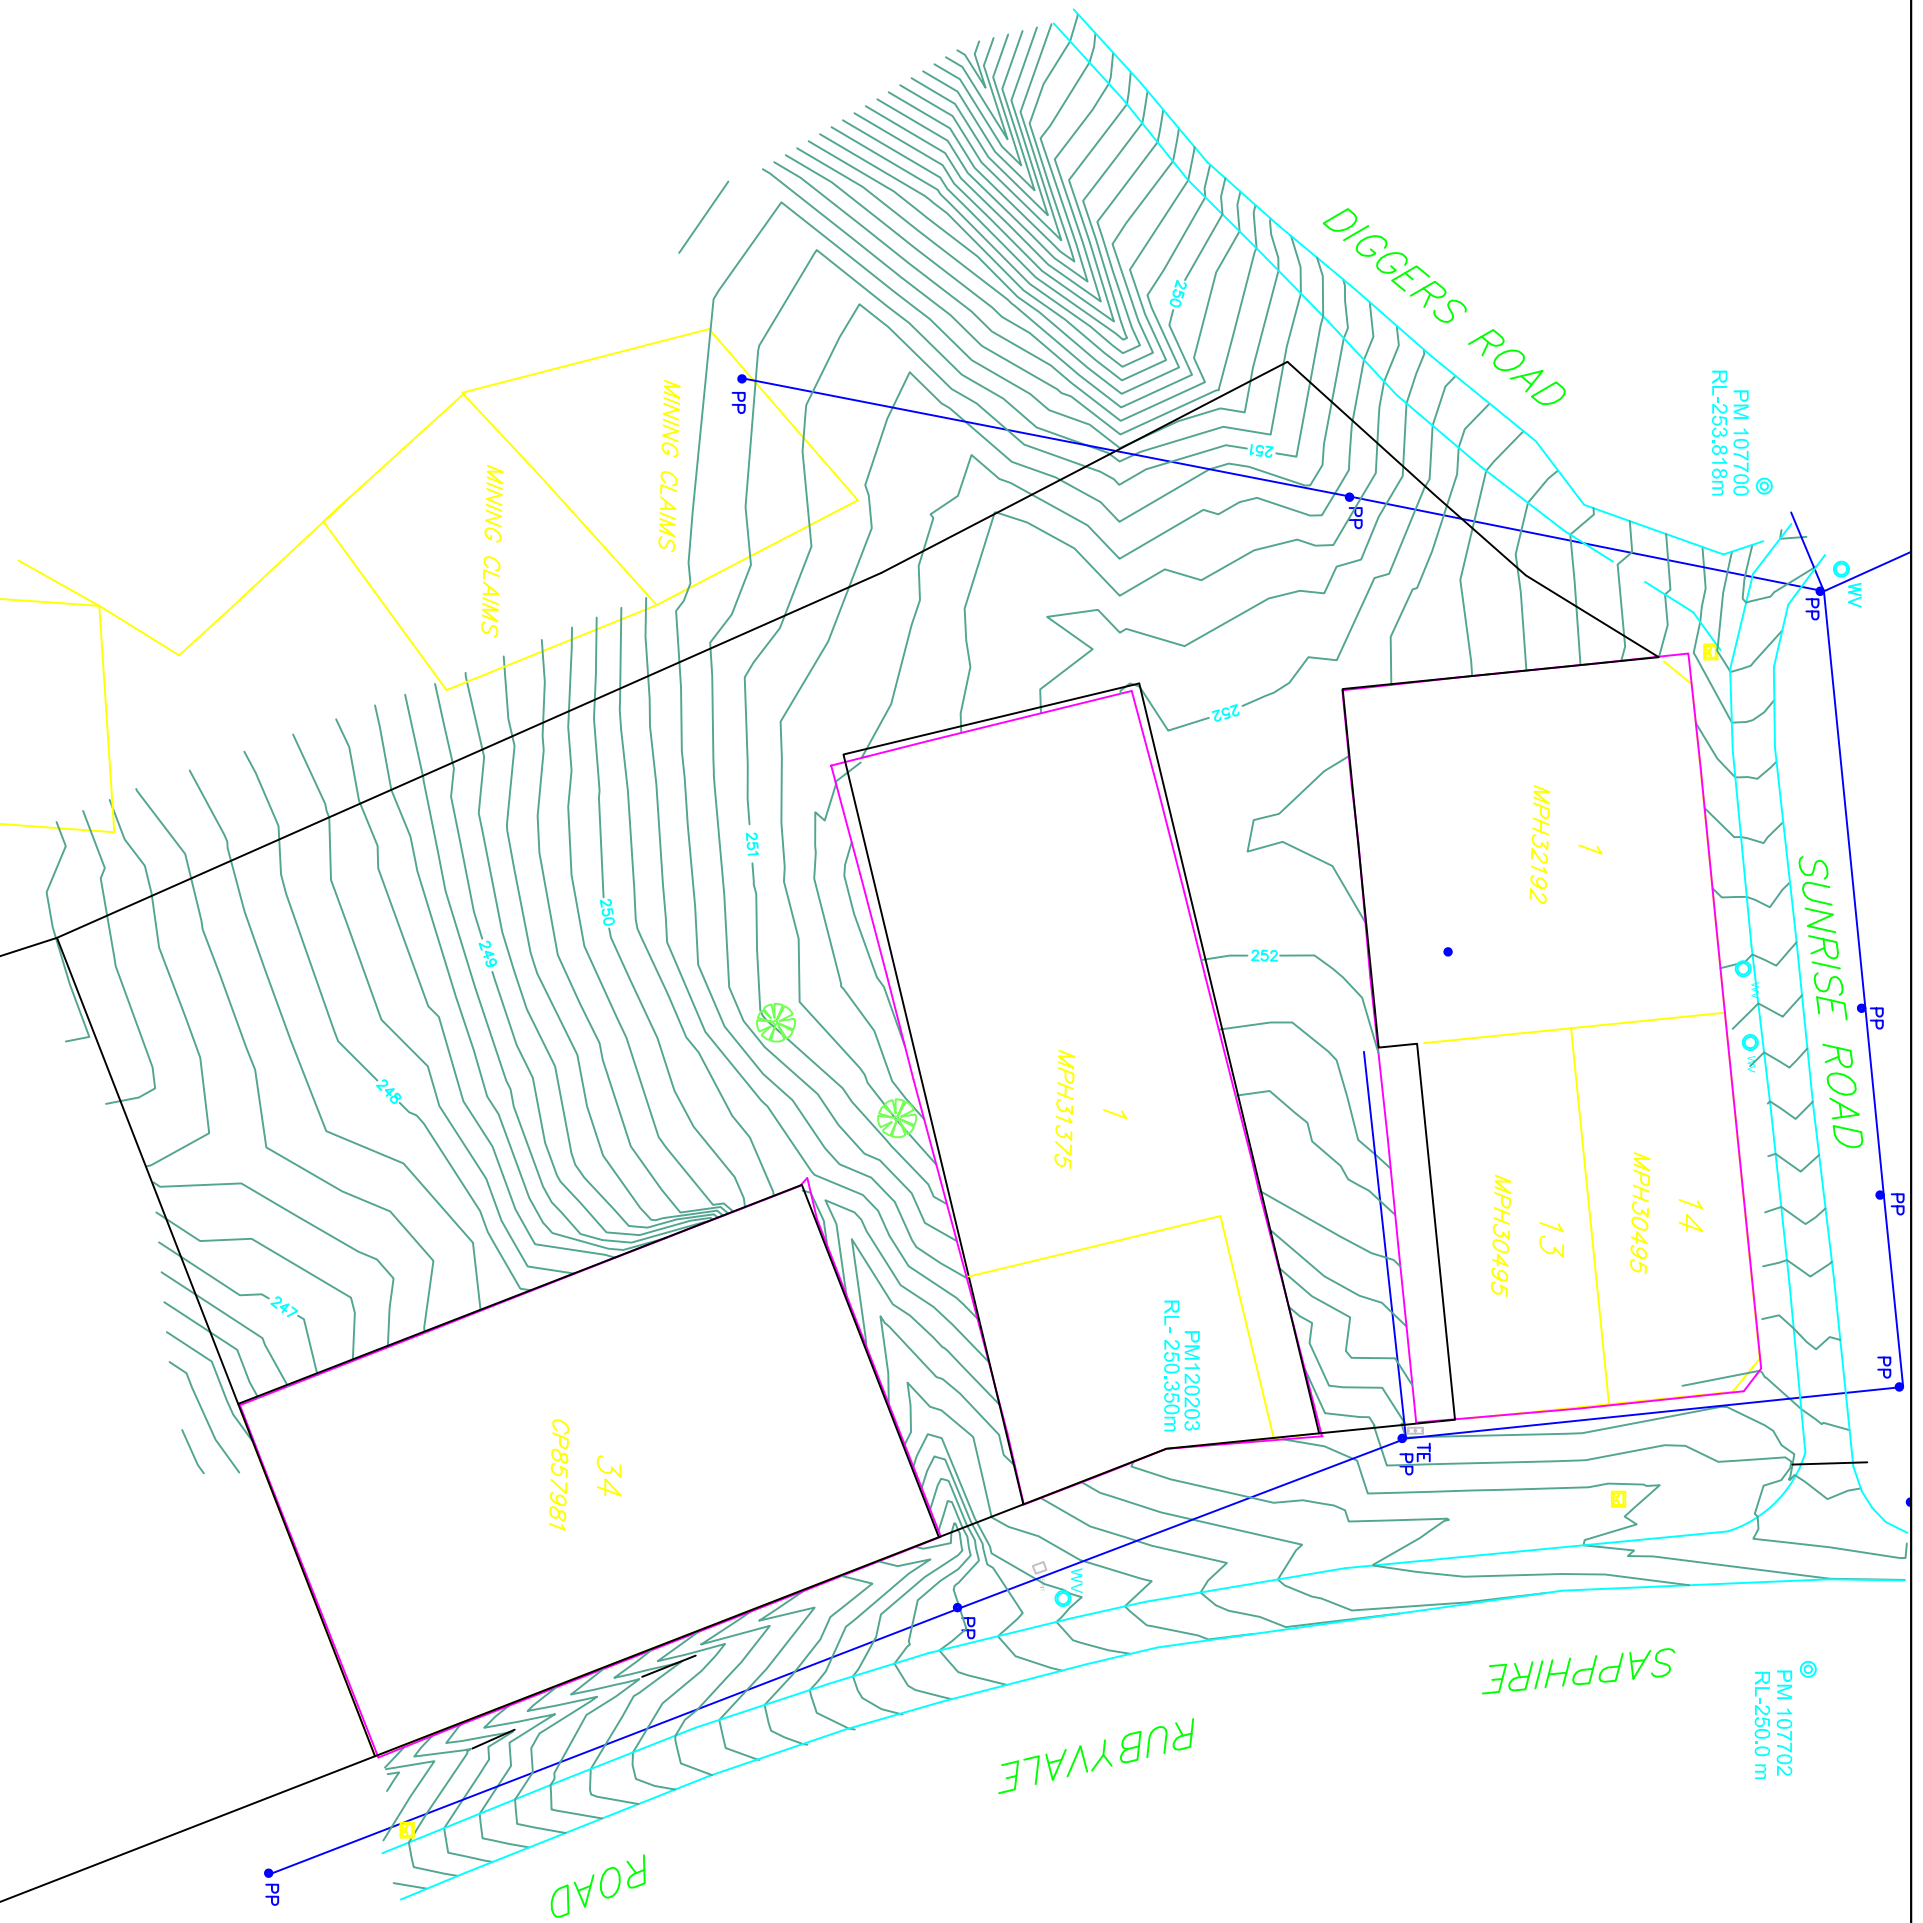 DIGGERS ROAD
250
251
PM 107700
RL-253.818m
WV
PP
PP
PP
MINING CLAIMS
MINING CLAIMS
252
251
250
249
248
247
252
1
MPH32192
SUNRISE ROAD
WV
WV
PP
PP
PP
1
MPH31375
13
MPH30495
14
MPH30495
PM120203
RL- 250.350m
34
CP857981
TE
PP
WV
PP
PP
SAPPHIRE
RUBYVALE
ROAD
PM 107702
RL-250.0 m